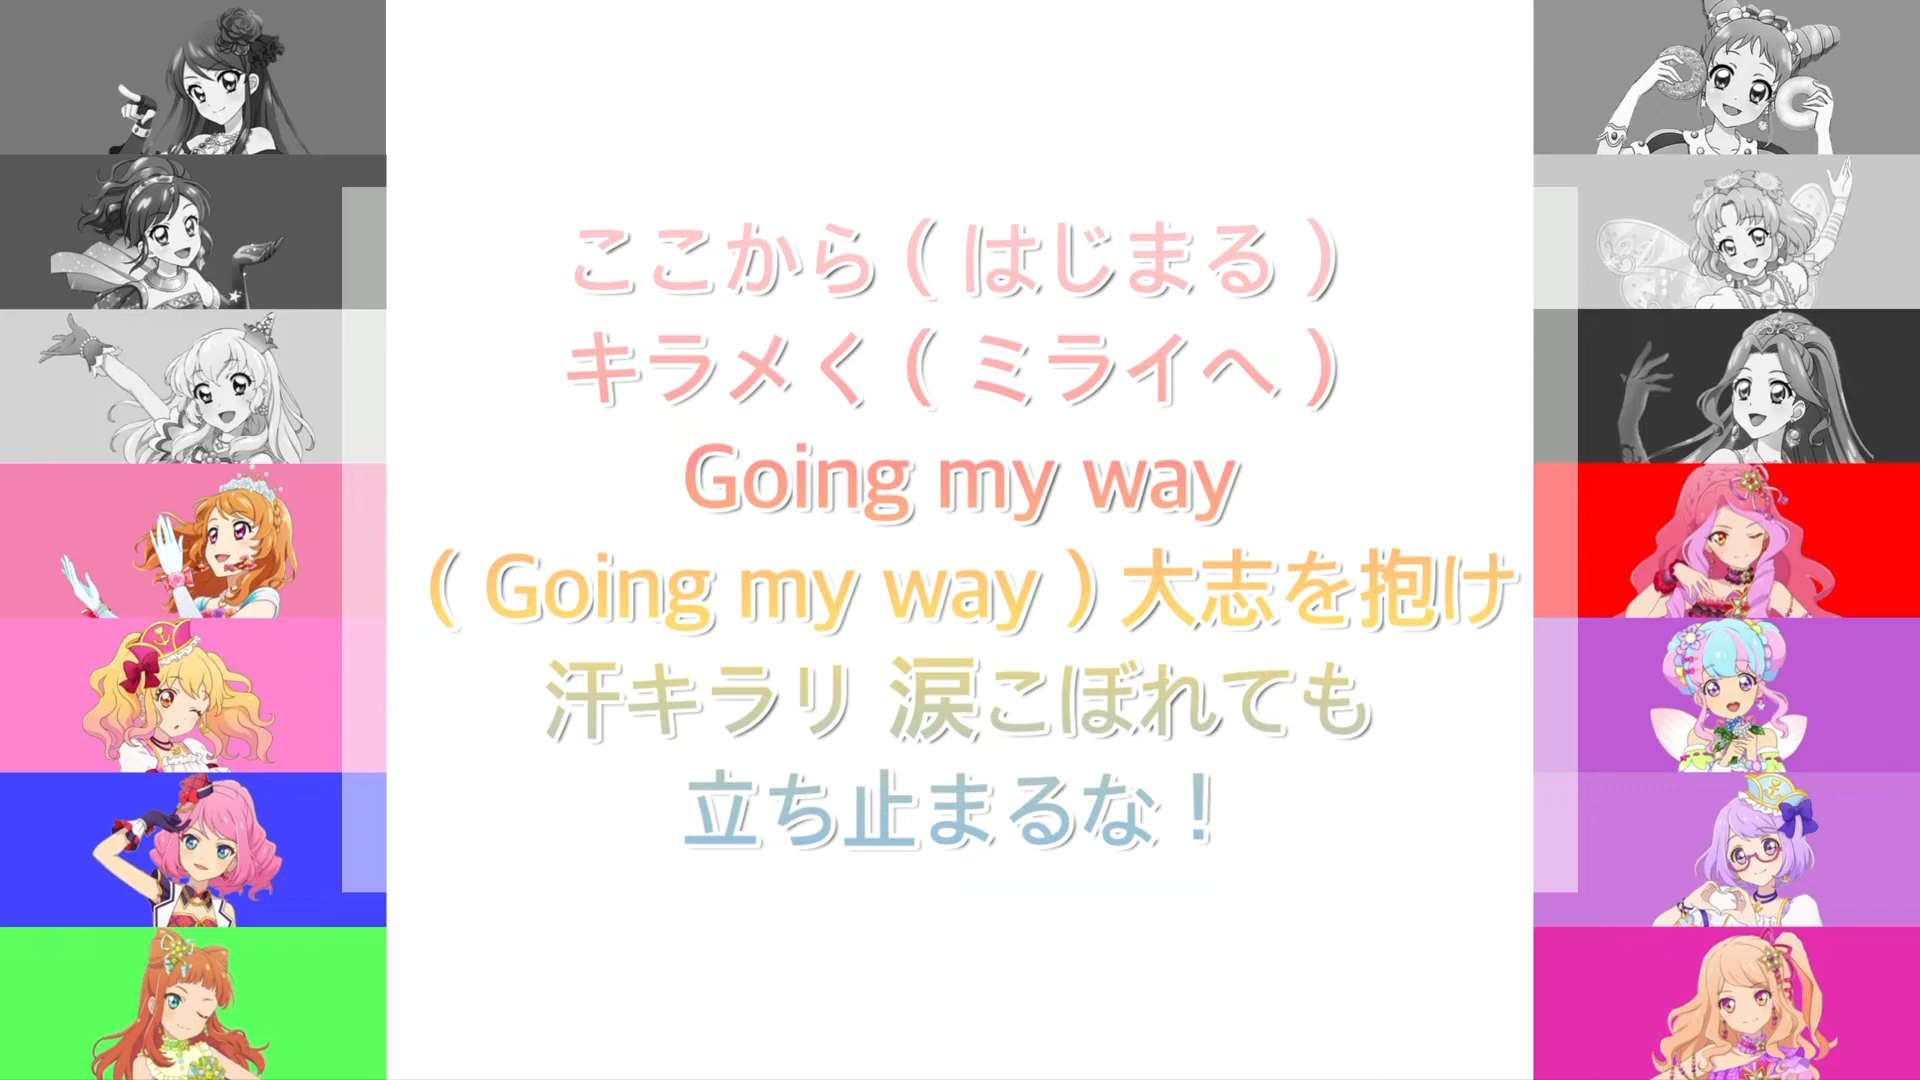 ここから ( はじまる )
キラメく ( ミライへ )
Going my way
( Going my way ) 大志を抱け
汗キラリ 涙こぼれても
立ち止まるな！